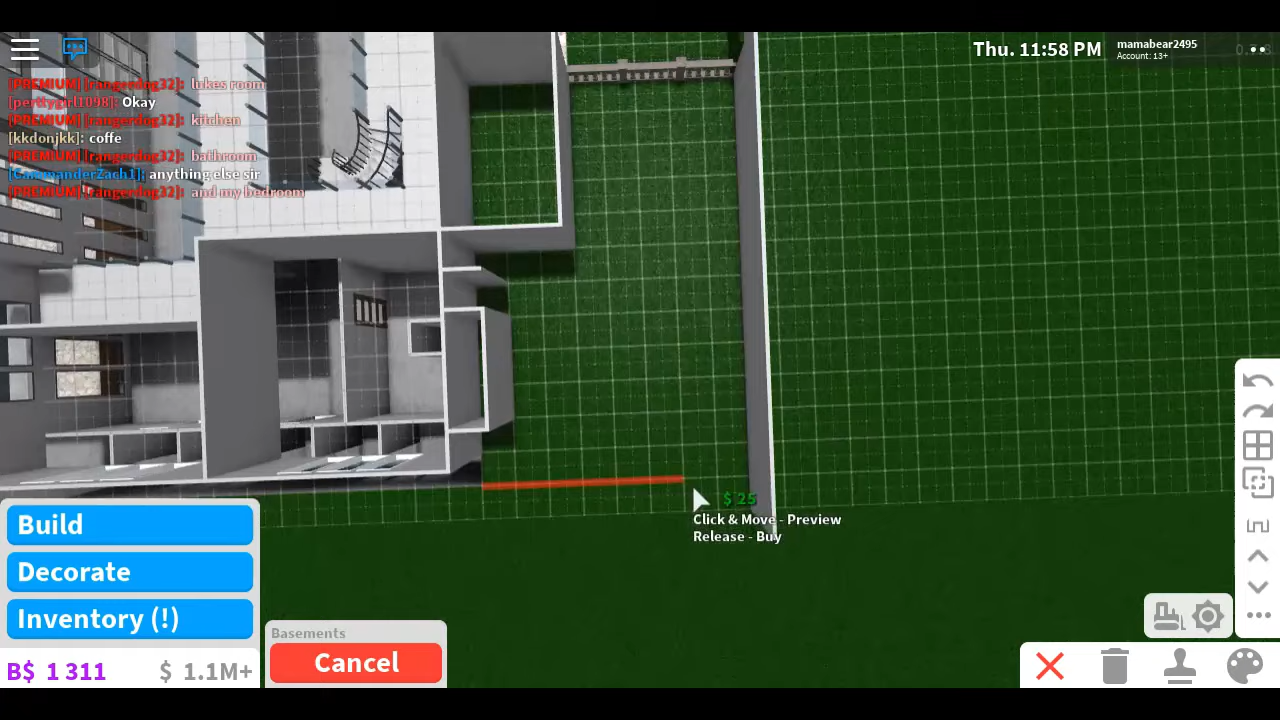 Thu. 11:58 PM
mamabear2495
Account: 13+
[PREMIUM] [rangerdog32]: lukes room
[perttygirl1098]: Okay
[PREMIUM] [rangerdog32]: kitchen
[kkdonjkk]: coffe
[PREMIUM] [rangerdog32]: bathroom
[CammanderZach1]: anything else sir
[PREMIUM] [rangerdog32]: and my bedroom
$ 25
Click & Move - Preview
Release - Buy
Build
Decorate
Inventory (!)
B$ 1 311
$ 1.1M+
Basements
Cancel